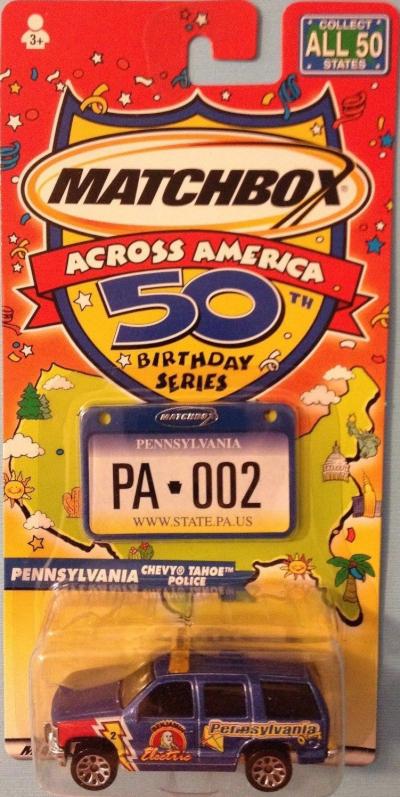 3+
COLLECT
ALL 50
STATES
MATCHBOX®
ACROSS AMERICA
50TH
BIRTHDAY
SERIES
MATCHBOX
PENNSYLVANIA
PA 002
WWW.STATE.PA.US
PENNSYLVANIA CHEVY® TAHOE™
POLICE
2
Electric
Pennsylvania